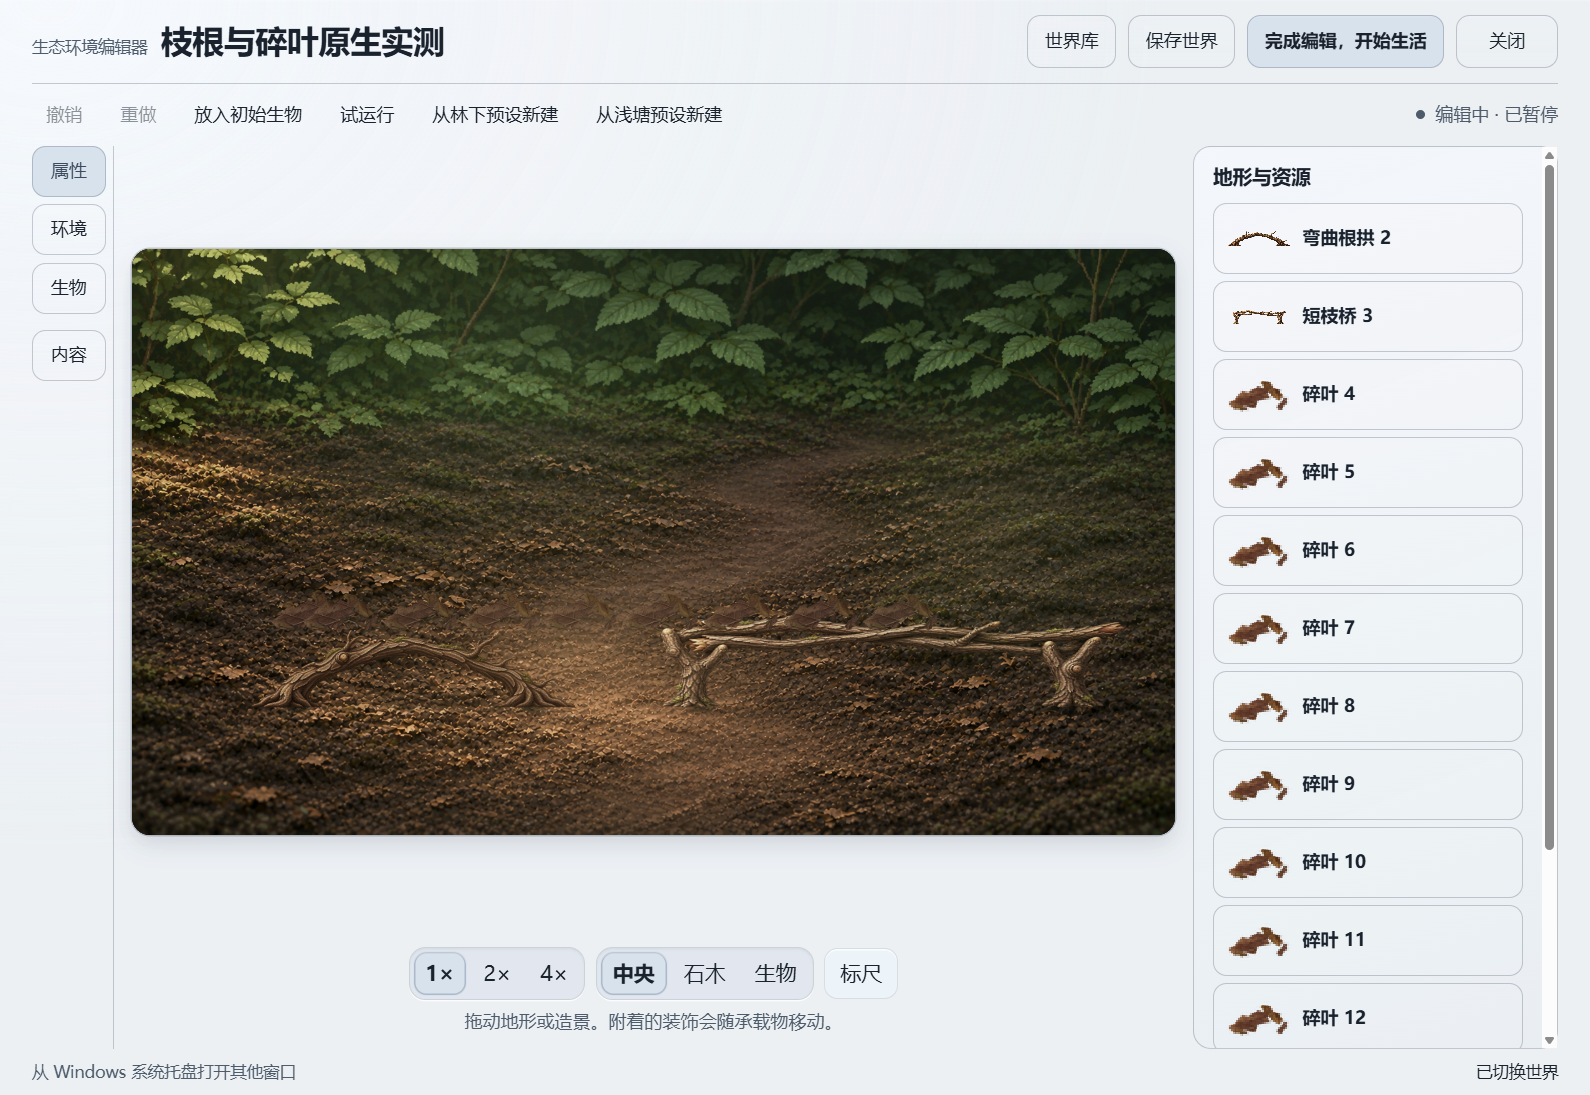 生态环境编辑器 枝根与碎叶原生实测
世界库 保存世界 完成编辑，开始生活 关闭
撤销 重做 放入初始生物 试运行 从林下预设新建 从浅塘预设新建
编辑中 · 已暂停
属性
环境
生物
内容
地形与资源
弯曲根拱 2
短枝桥 3
碎叶 4
碎叶 5
碎叶 6
碎叶 7
碎叶 8
碎叶 9
碎叶 10
碎叶 11
碎叶 12
1× 2× 4× 中央 石木 生物 标尺
拖动地形或造景。附着的装饰会随承载物移动。
从 Windows 系统托盘打开其他窗口
已切换世界